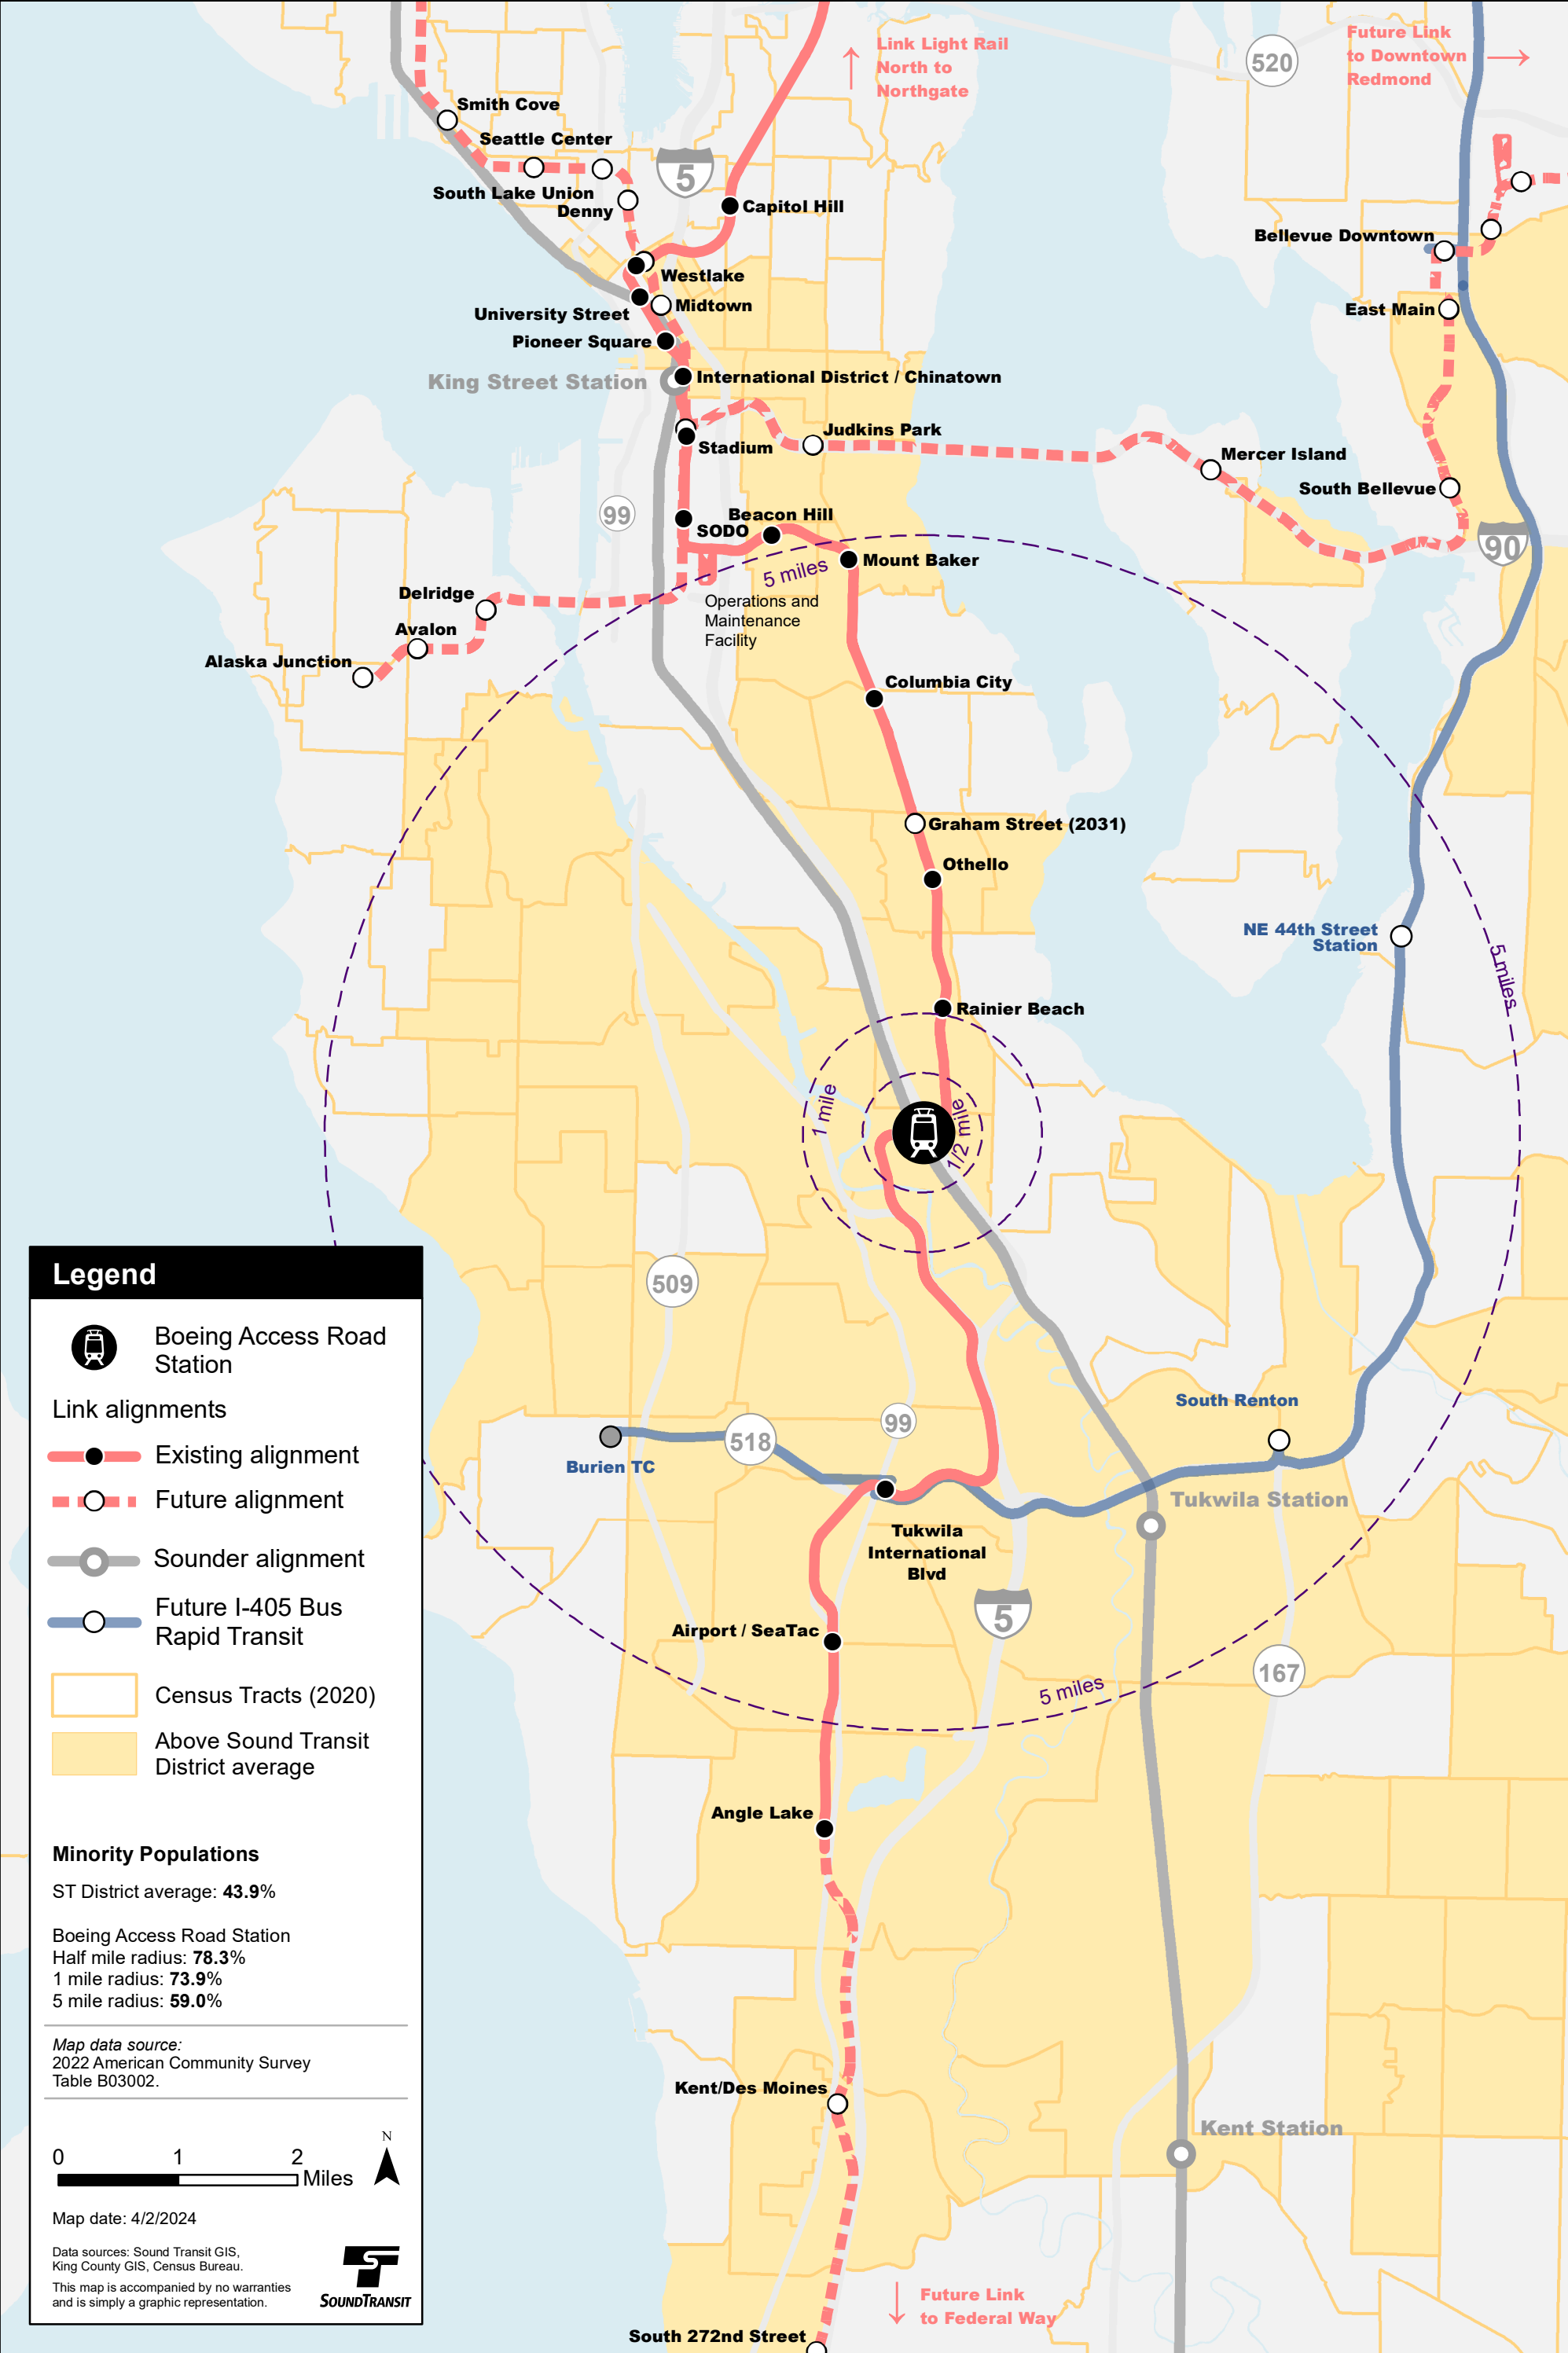 Link Light Rail
North to
Northgate
520
Future Link
to Downtown
Redmond
Smith Cove
Seattle Center
5
South Lake Union
Denny
Capitol Hill
Bellevue Downtown
Westlake
University Street
Midtown
East Main
Pioneer Square
King Street Station
International District / Chinatown
Judkins Park
Stadium
Mercer Island
South Bellevue
99
Beacon Hill
SODO
90
Mount Baker
5 miles
Operations and
Maintenance
Facility
Delridge
Avalon
Alaska Junction
Columbia City
Graham Street (2031)
Othello
NE 44th Street
Station
5 miles
Rainier Beach
1 mile
1/2 mile
509
99
518
South Renton
Burien TC
Tukwila Station
Tukwila
International
Blvd
5
Airport / SeaTac
167
5 miles
Angle Lake
Kent/Des Moines
Kent Station
Future Link
to Federal Way
South 272nd Street
Legend
Boeing Access Road
Station
Link alignments
Existing alignment
Future alignment
Sounder alignment
Future I-405 Bus
Rapid Transit
Census Tracts (2020)
Above Sound Transit
District average
Minority Populations
ST District average: 43.9%
Boeing Access Road Station
Half mile radius: 78.3%
1 mile radius: 73.9%
5 mile radius: 59.0%
Map data source:
2022 American Community Survey
Table B03002.
0 1 2
Miles
N
Map date: 4/2/2024
Data sources: Sound Transit GIS,
King County GIS, Census Bureau.
This map is accompanied by no warranties
and is simply a graphic representation.
SOUNDTRANSIT